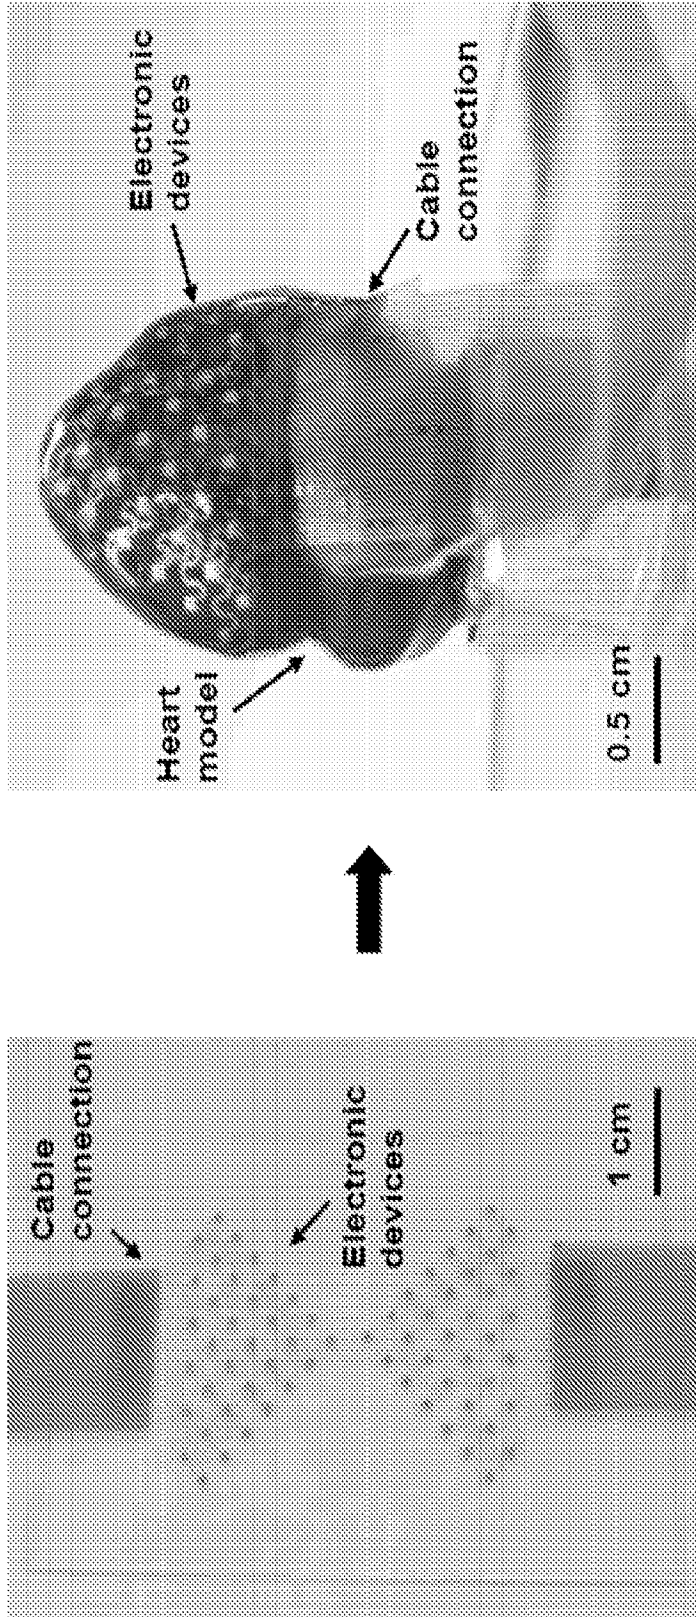 Cable
connection
Electronic
devices
1 cm
Heart
model
Electronic
devices
Cable
connection
0.5 cm